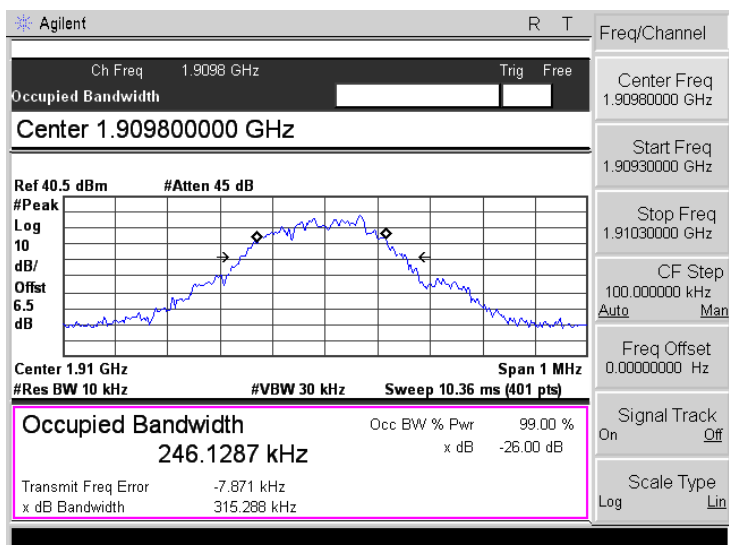 Agilent R T
Ch Freq 1.9098 GHz Trig Free
Occupied Bandwidth
Center 1.909800000 GHz
Ref 40.5 dBm #Atten 45 dB
#Peak
Log
10
dB/
Offst
6.5
dB
Center 1.91 GHz Span 1 MHz
#Res BW 10 kHz #VBW 30 kHz Sweep 10.36 ms (401 pts)
Occupied Bandwidth Occ BW % Pwr 99.00 %
246.1287 kHz x dB -26.00 dB
Transmit Freq Error -7.871 kHz
x dB Bandwidth 315.288 kHz
Freq/Channel
Center Freq
1.90980000 GHz
Start Freq
1.90930000 GHz
Stop Freq
1.91030000 GHz
CF Step
100.000000 kHz
Auto Man
Freq Offset
0.00000000 Hz
Signal Track
On Off
Scale Type
Log Lin